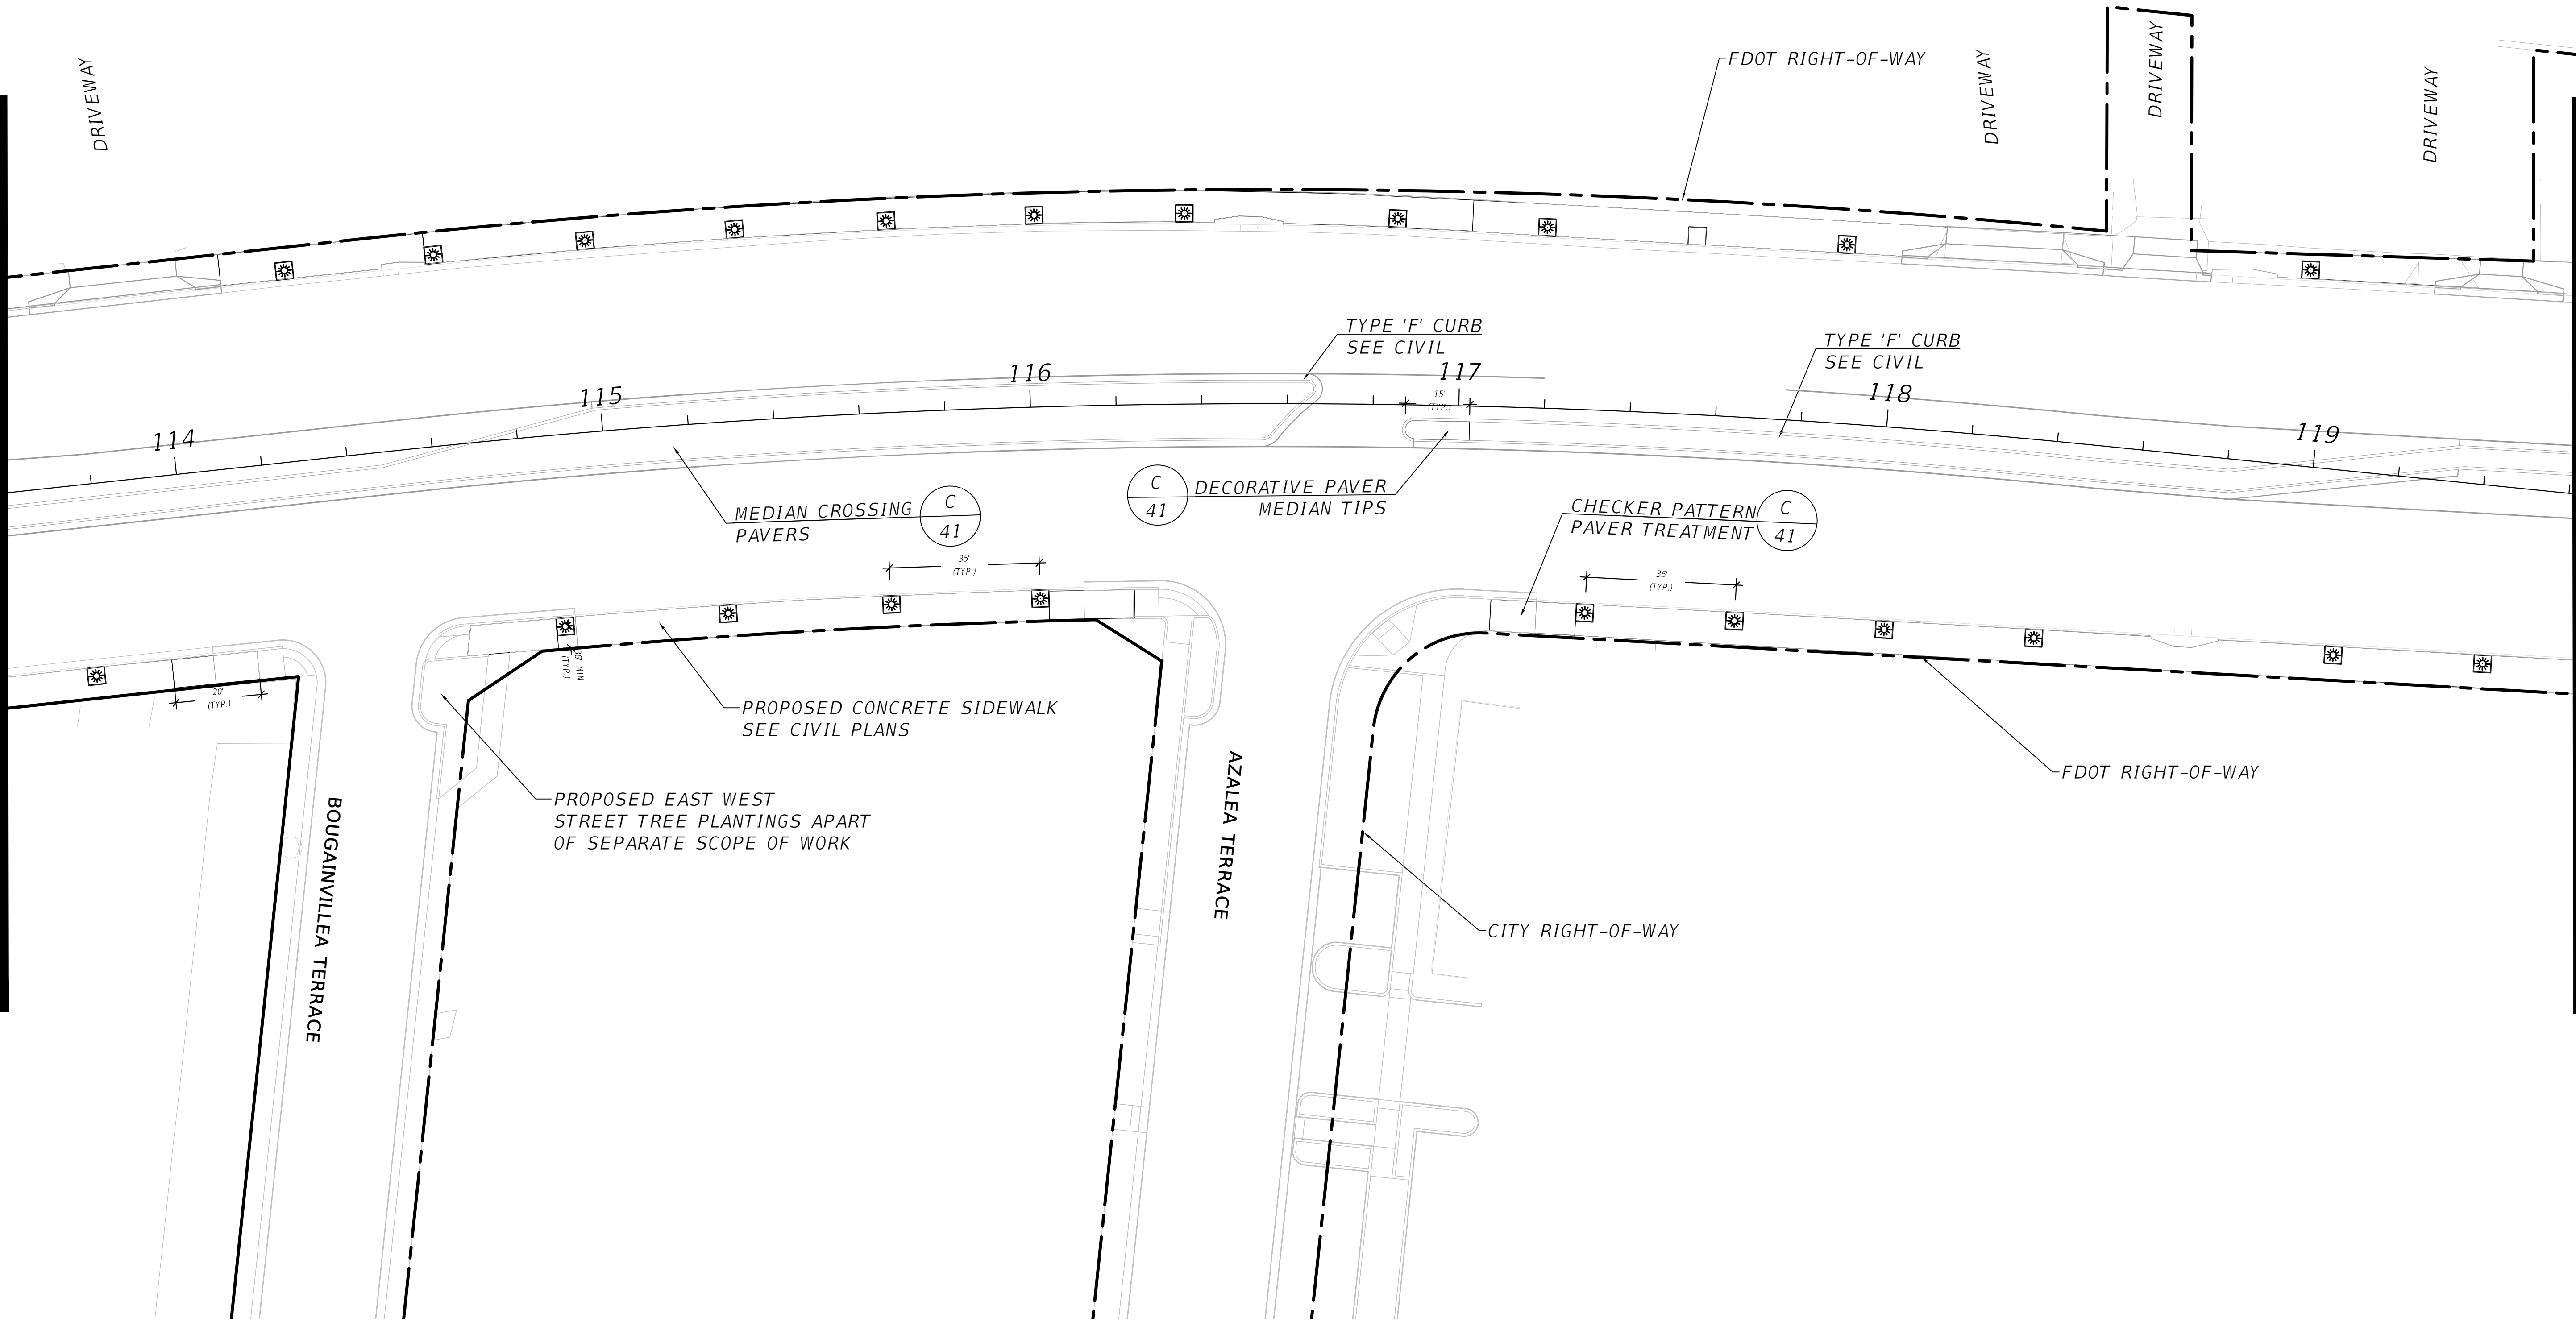 DRIVEWAY
FDOT RIGHT-OF-WAY
DRIVEWAY
DRIVEWAY
DRIVEWAY
TYPE 'F' CURB
SEE CIVIL
TYPE 'F' CURB
SEE CIVIL
114
115
116
117
118
119
15'
(TYP.)
MEDIAN CROSSING
PAVERS
C
41
C
41
DECORATIVE PAVER
MEDIAN TIPS
CHECKER PATTERN
PAVER TREATMENT
C
41
35'
(TYP.)
35'
(TYP.)
36" MIN.
(TYP.)
20'
(TYP.)
PROPOSED CONCRETE SIDEWALK
SEE CIVIL PLANS
PROPOSED EAST WEST
STREET TREE PLANTINGS APART
OF SEPARATE SCOPE OF WORK
FDOT RIGHT-OF-WAY
CITY RIGHT-OF-WAY
BOUGAINVILLEA TERRACE
AZALEA TERRACE